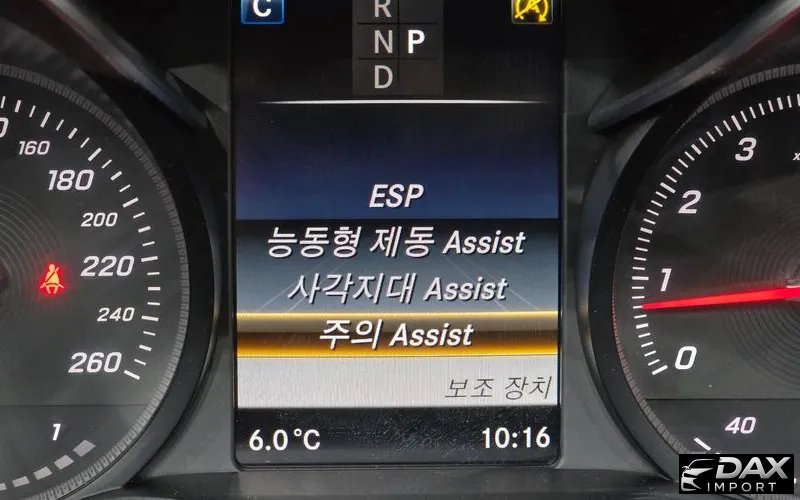 C
R
N P
D
160
180
200
220
240
260
1
ESP
능동형 제동 Assist
사각지대 Assist
주의 Assist
보조 장치
6.0°C
10:16
3
2
1
0
40
DAX
IMPORT